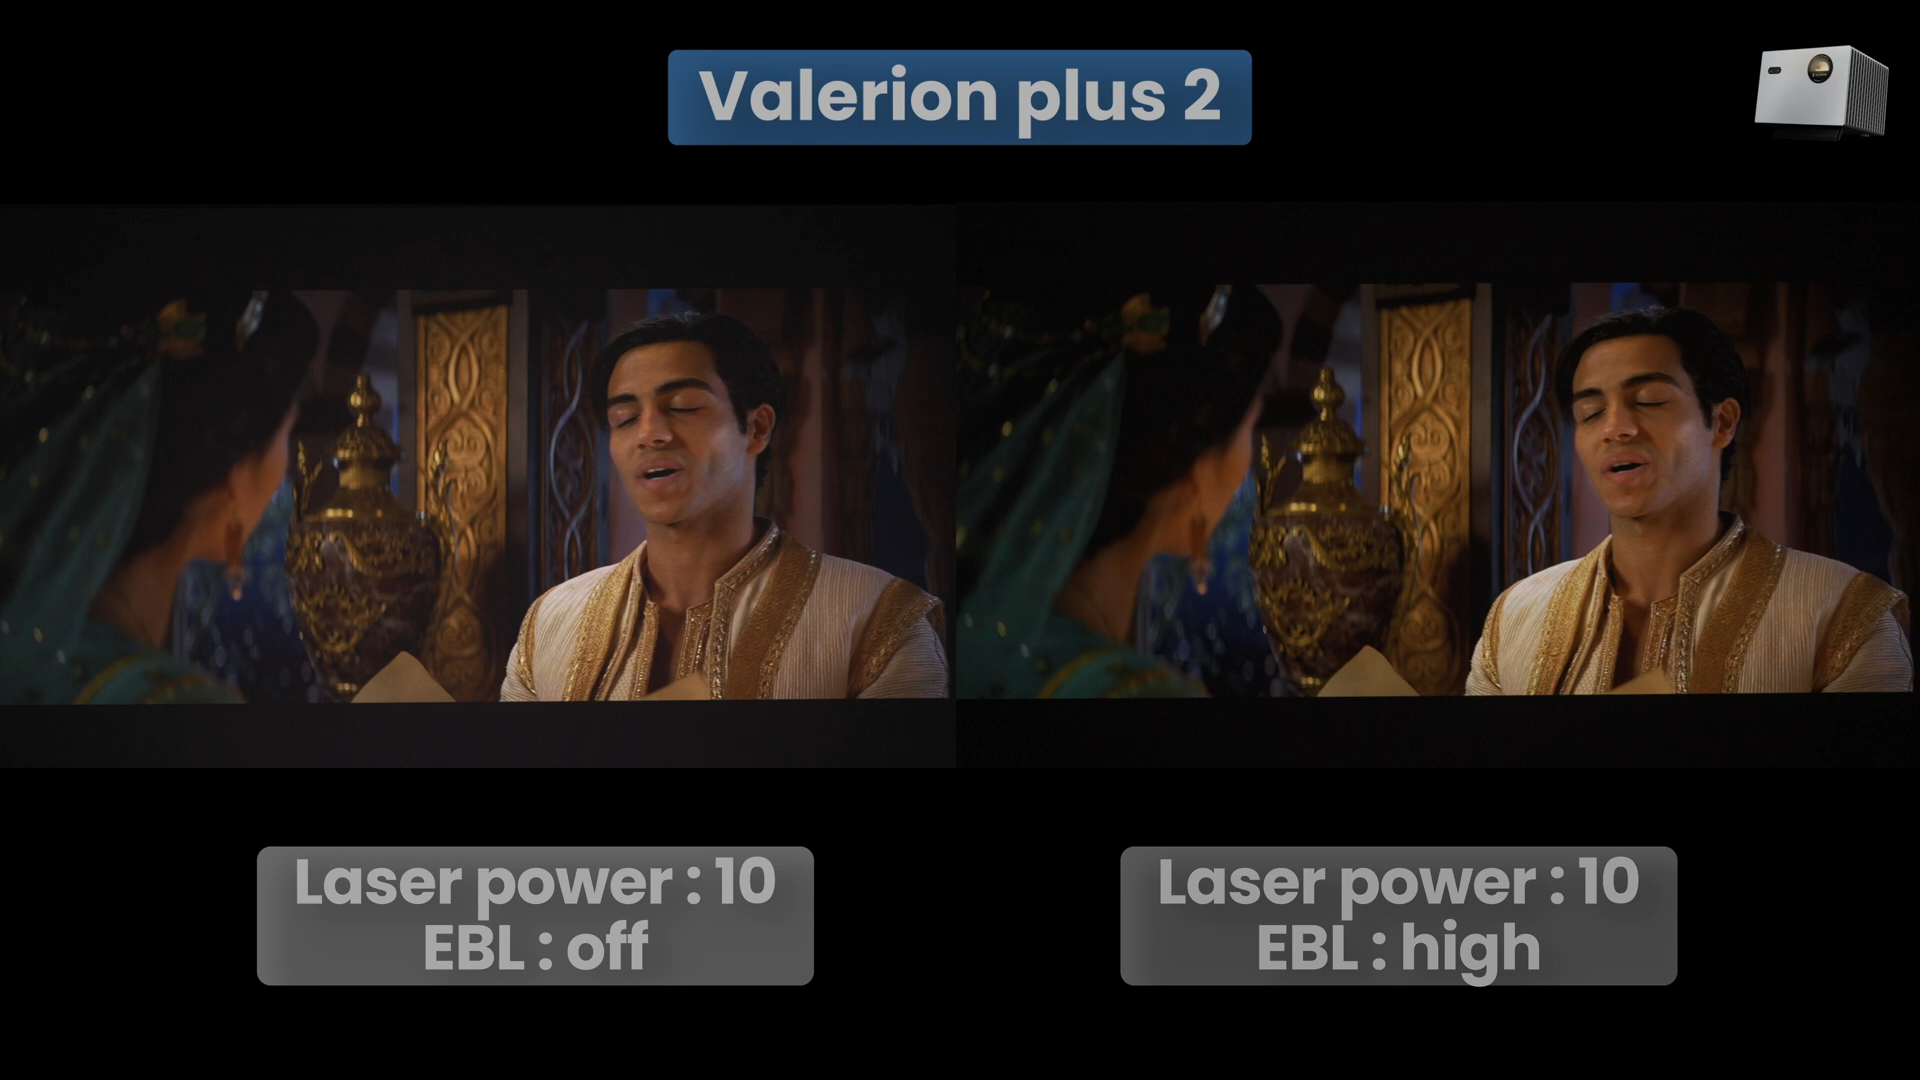 Valerion plus 2
Laser power : 10
EBL : off
Laser power : 10
EBL : high